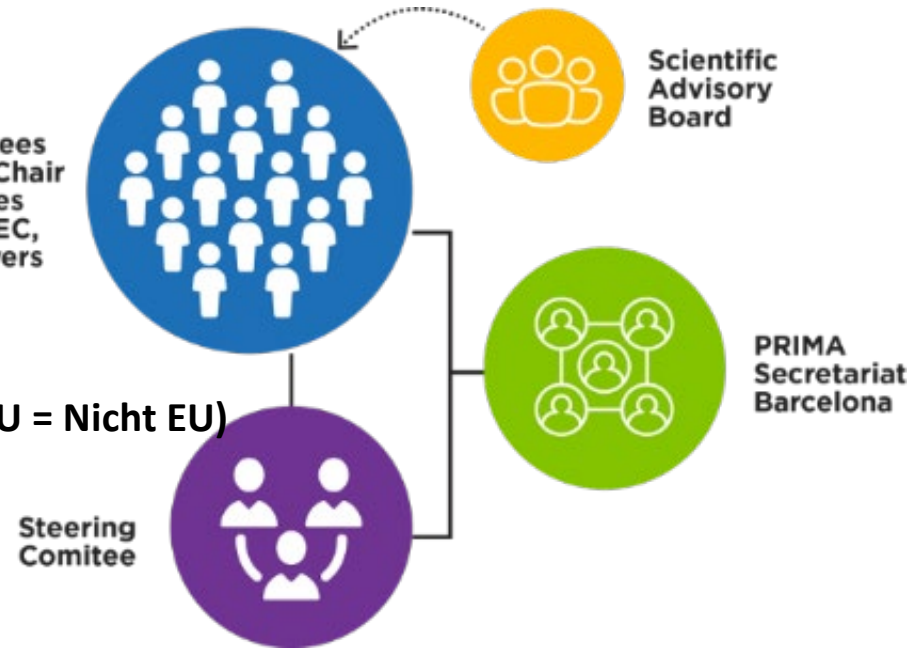 Scientific
Advisory
Board
ees
Chair
es
EC,
ers
PRIMA
Secretariat
Barcelona
U = Nicht EU)
Steering
Comitee